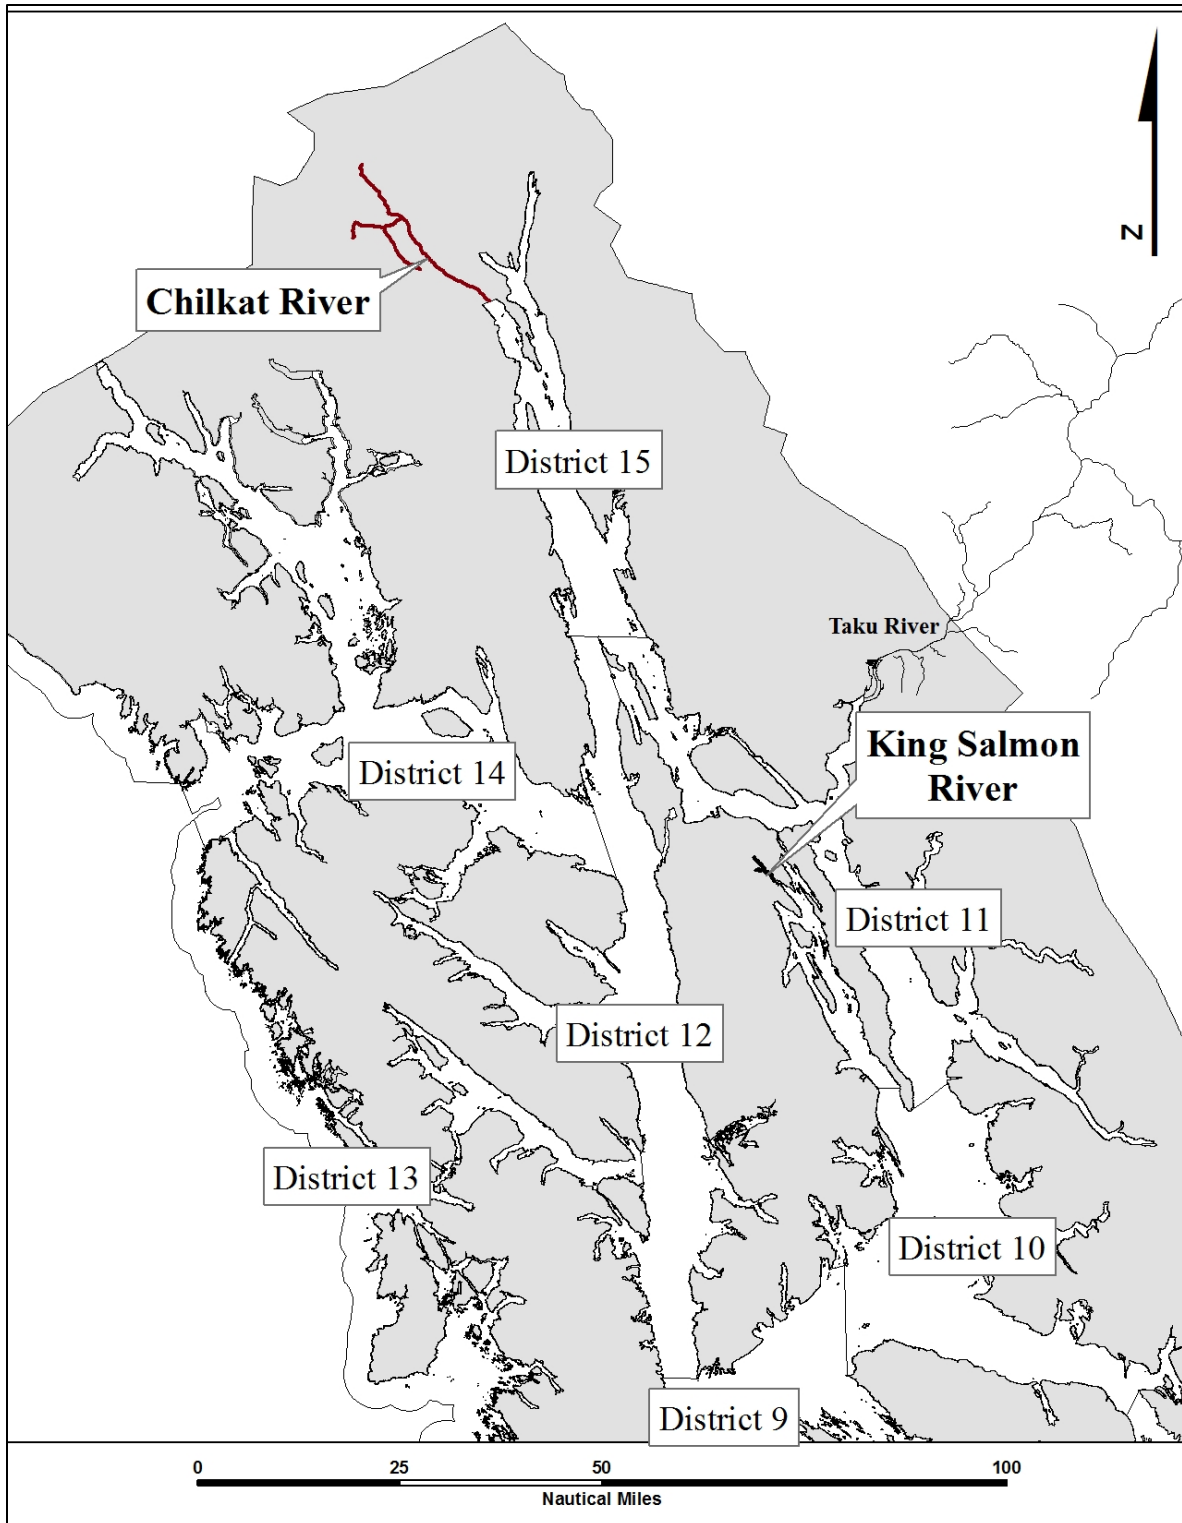 N
Chilkat River
District 15
Taku River
King Salmon
River
District 14
District 11
District 12
District 13
District 10
District 9
0 25 50 100
Nautical Miles